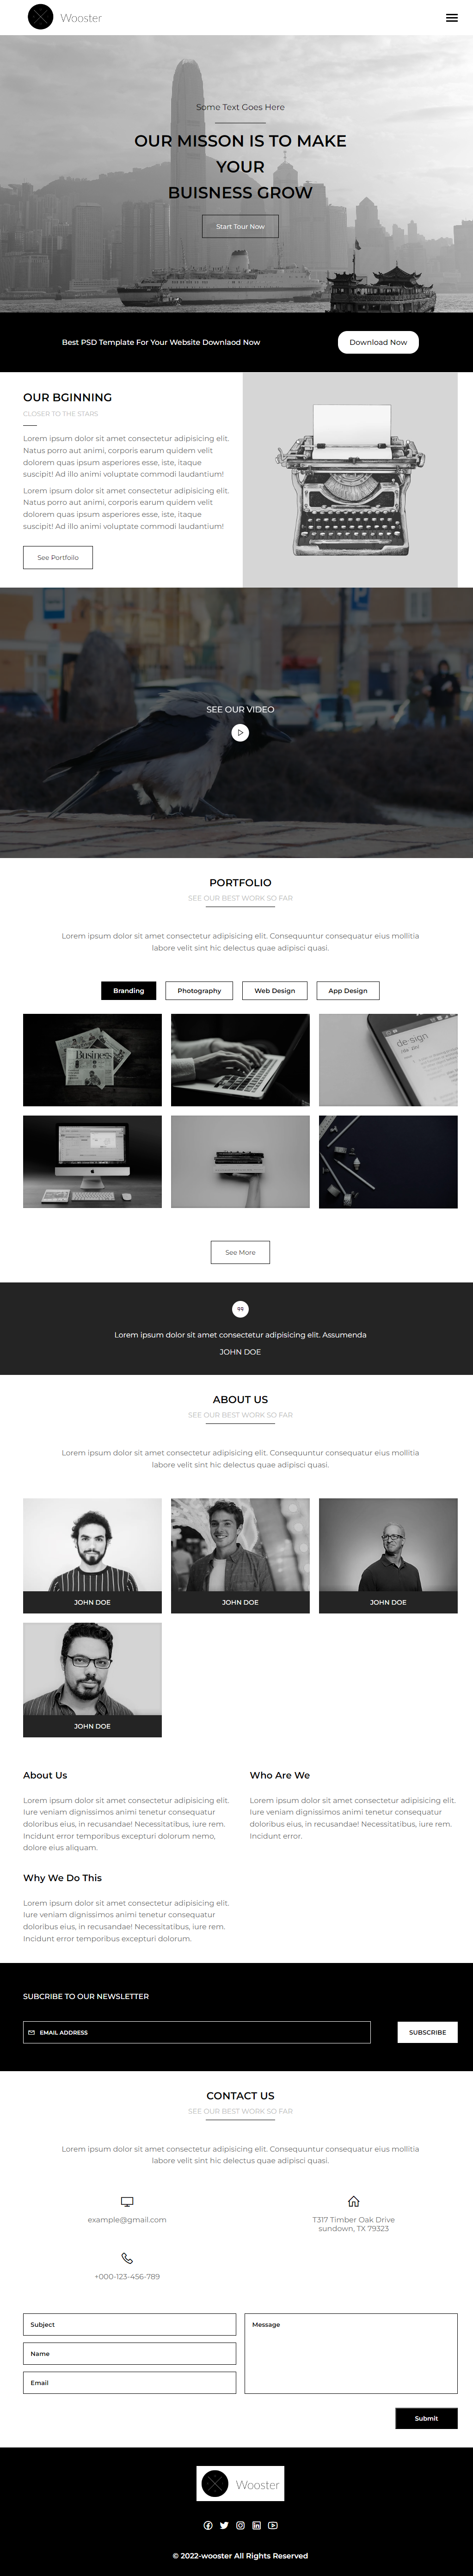 Wooster
Some Text Goes Here
OUR MISSON IS TO MAKE
YOUR
BUISNESS GROW
Start Tour Now
Best PSD Template For Your Website Downlaod Now
Download Now
OUR BGINNING
CLOSER TO THE STARS
Lorem ipsum dolor sit amet consectetur adipisicing elit.
Natus porro aut animi, corporis earum quidem velit
dolorem quas ipsum asperiores esse, iste, itaque
suscipit! Ad illo animi voluptate commodi laudantium!
Lorem ipsum dolor sit amet consectetur adipisicing elit.
Natus porro aut animi, corporis earum quidem velit
dolorem quas ipsum asperiores esse, iste, itaque
suscipit! Ad illo animi voluptate commodi laudantium!
See Portfoilo
SEE OUR VIDEO
PORTFOLIO
SEE OUR BEST WORK SO FAR
Lorem ipsum dolor sit amet consectetur adipisicing elit. Consequuntur consequatur eius mollitia
labore velit sint hic delectus quae adipisci quasi.
Branding
Photography
Web Design
App Design
Business
de·sign
See More
Lorem ipsum dolor sit amet consectetur adipisicing elit. Assumenda
JOHN DOE
ABOUT US
SEE OUR BEST WORK SO FAR
Lorem ipsum dolor sit amet consectetur adipisicing elit. Consequuntur consequatur eius mollitia
labore velit sint hic delectus quae adipisci quasi.
JOHN DOE
JOHN DOE
JOHN DOE
JOHN DOE
About Us
Lorem ipsum dolor sit amet consectetur adipisicing elit.
Iure veniam dignissimos animi tenetur consequatur
doloribus eius, in recusandae! Necessitatibus, iure rem.
Incidunt error temporibus excepturi dolorum nemo,
dolore eius aliquam.
Who Are We
Lorem ipsum dolor sit amet consectetur adipisicing elit.
Iure veniam dignissimos animi tenetur consequatur
doloribus eius, in recusandae! Necessitatibus, iure rem.
Incidunt error.
Why We Do This
Lorem ipsum dolor sit amet consectetur adipisicing elit.
Iure veniam dignissimos animi tenetur consequatur
doloribus eius, in recusandae! Necessitatibus, iure rem.
Incidunt error temporibus excepturi dolorum.
SUBCRIBE TO OUR NEWSLETTER
EMAIL ADDRESS
SUBSCRIBE
CONTACT US
SEE OUR BEST WORK SO FAR
Lorem ipsum dolor sit amet consectetur adipisicing elit. Consequuntur consequatur eius mollitia
labore velit sint hic delectus quae adipisci quasi.
example@gmail.com
T317 Timber Oak Drive
sundown, TX 79323
+000-123-456-789
Subject
Name
Email
Message
Submit
Wooster
© 2022-wooster All Rights Reserved